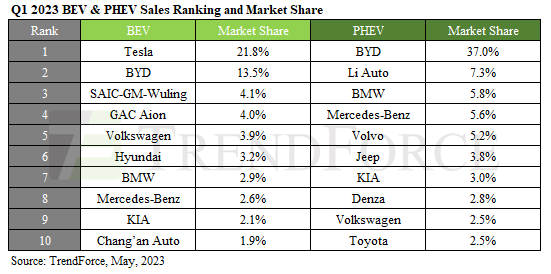 Q1 2023 BEV & PHEV Sales Ranking and Market Share
Rank BEV Market Share PHEV Market Share
1 Tesla 21.8% BYD 37.0%
2 BYD 13.5% Li Auto 7.3%
3 SAIC-GM-Wuling 4.1% BMW 5.8%
4 GAC Aion 4.0% Mercedes-Benz 5.6%
5 Volkswagen 3.9% Volvo 5.2%
6 Hyundai 3.2% Jeep 3.8%
7 BMW 2.9% KIA 3.0%
8 Mercedes-Benz 2.6% Denza 2.8%
9 KIA 2.1% Volkswagen 2.5%
10 Chang’an Auto 1.9% Toyota 2.5%
TRENDFORCE
Source: TrendForce, May, 2023